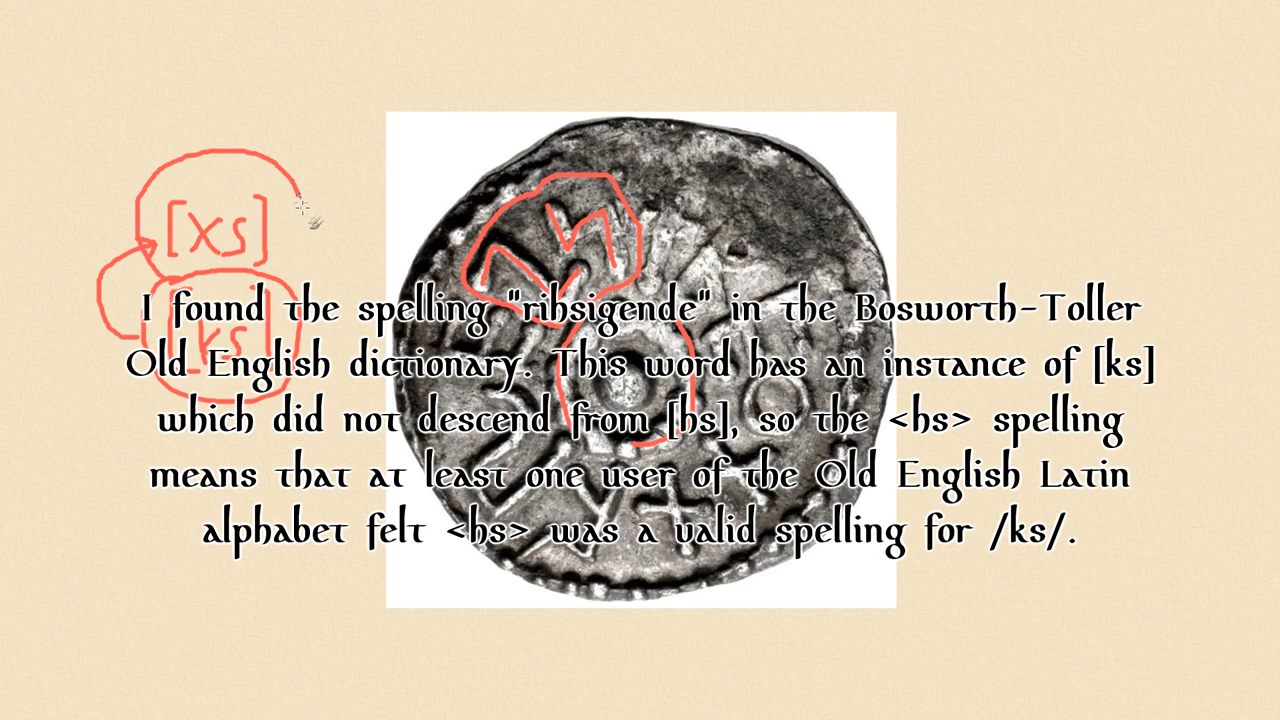 [xs]
[ks]
I found the spelling "rihsigende" in the Bosworth-Toller
Old English dictionary. This word has an instance of [ks]
which did not descend from [hs], so the <hs> spelling
means that at least one user of the Old English Latin
alphabet felt <hs> was a valid spelling for /ks/.